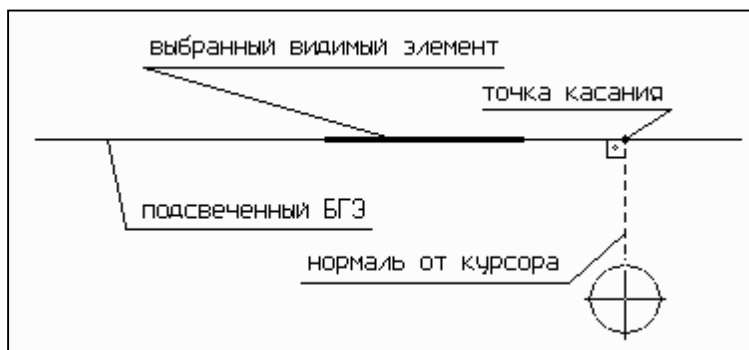 выбранный видимый элемент
точка касания
подсвеченный БГЭ
нормаль от курсора